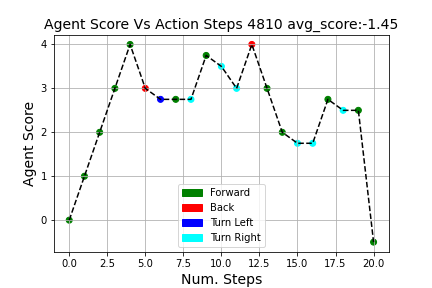 Agent Score Vs Action Steps 4810 avg_score:-1.45
Agent Score
4
3
2
1
0
Forward
Back
Turn Left
Turn Right
0.0 2.5 5.0 7.5 10.0 12.5 15.0 17.5 20.0
Num. Steps